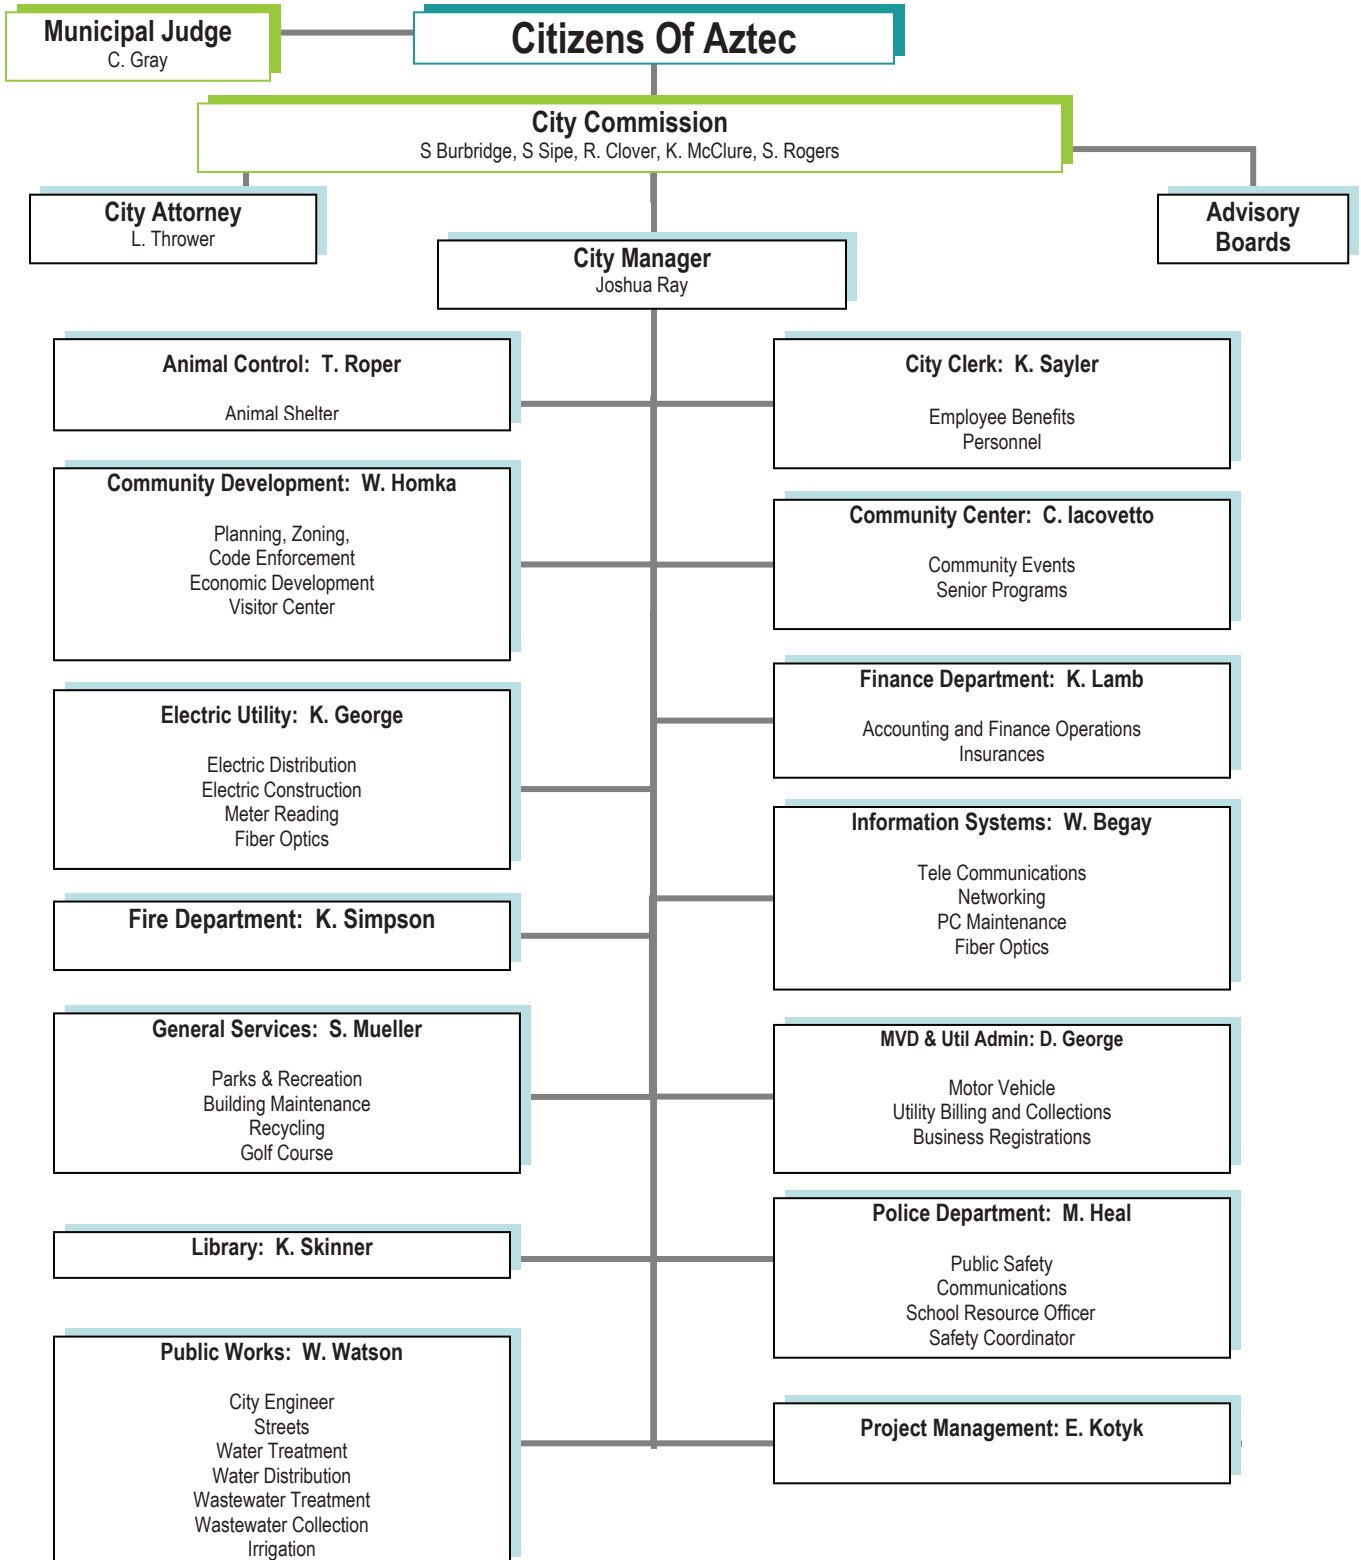 Municipal Judge
C. Gray
Citizens Of Aztec
City Commission
S Burbridge, S Sipe, R. Clover, K. McClure, S. Rogers
City Attorney
L. Thrower
Advisory
Boards
City Manager
Joshua Ray
Animal Control: T. Roper
Animal Shelter
City Clerk: K. Sayler
Employee Benefits
Personnel
Community Development: W. Homka
Planning, Zoning,
Code Enforcement
Economic Development
Visitor Center
Community Center: C. Iacovetto
Community Events
Senior Programs
Electric Utility: K. George
Electric Distribution
Electric Construction
Meter Reading
Fiber Optics
Finance Department: K. Lamb
Accounting and Finance Operations
Insurances
Information Systems: W. Begay
Tele Communications
Networking
PC Maintenance
Fiber Optics
Fire Department: K. Simpson
General Services: S. Mueller
Parks & Recreation
Building Maintenance
Recycling
Golf Course
MVD & Util Admin: D. George
Motor Vehicle
Utility Billing and Collections
Business Registrations
Library: K. Skinner
Police Department: M. Heal
Public Safety
Communications
School Resource Officer
Safety Coordinator
Public Works: W. Watson
City Engineer
Streets
Water Treatment
Water Distribution
Wastewater Treatment
Wastewater Collection
Irrigation
Project Management: E. Kotyk